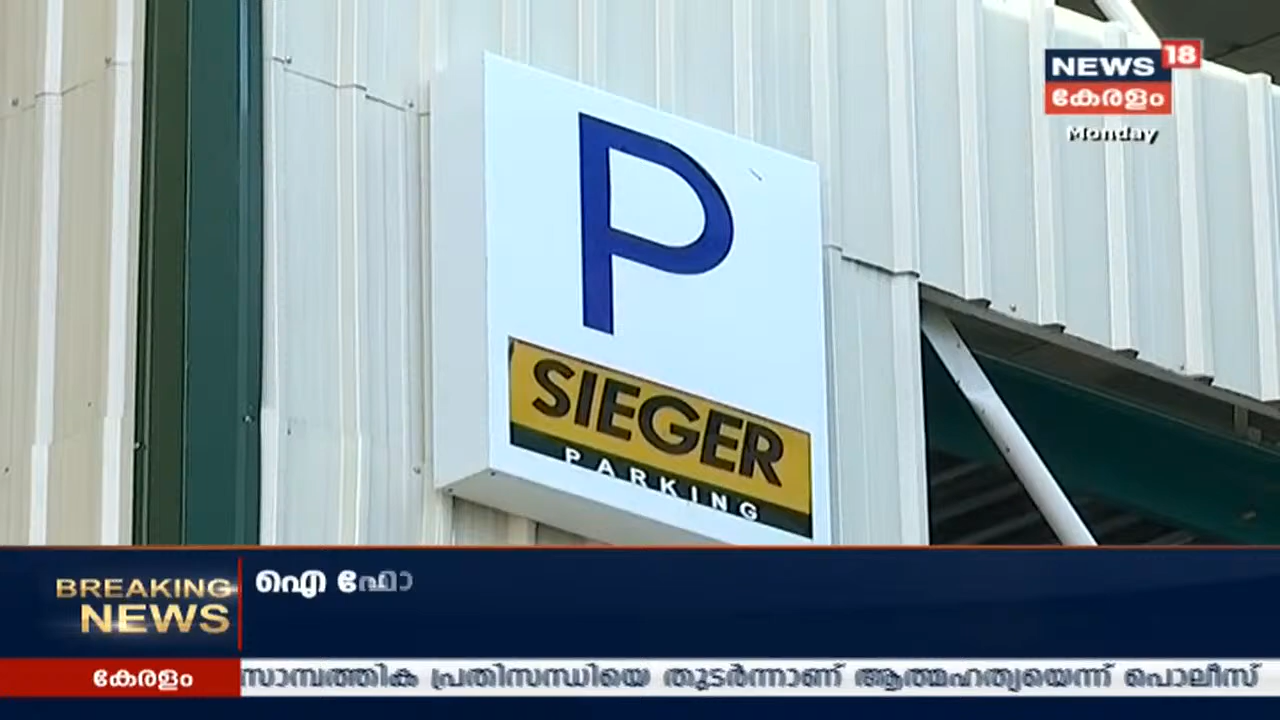 NEWS 18
കേരളം
Monday
P
SIEGER
PARKING
BREAKING
NEWS
ഐ ഫോ
കേരളം
സാമ്പത്തിക പ്രതിസന്ധിയെ തുടർന്നാണ് ആത്മഹത്യയെന്ന് പൊലീസ്